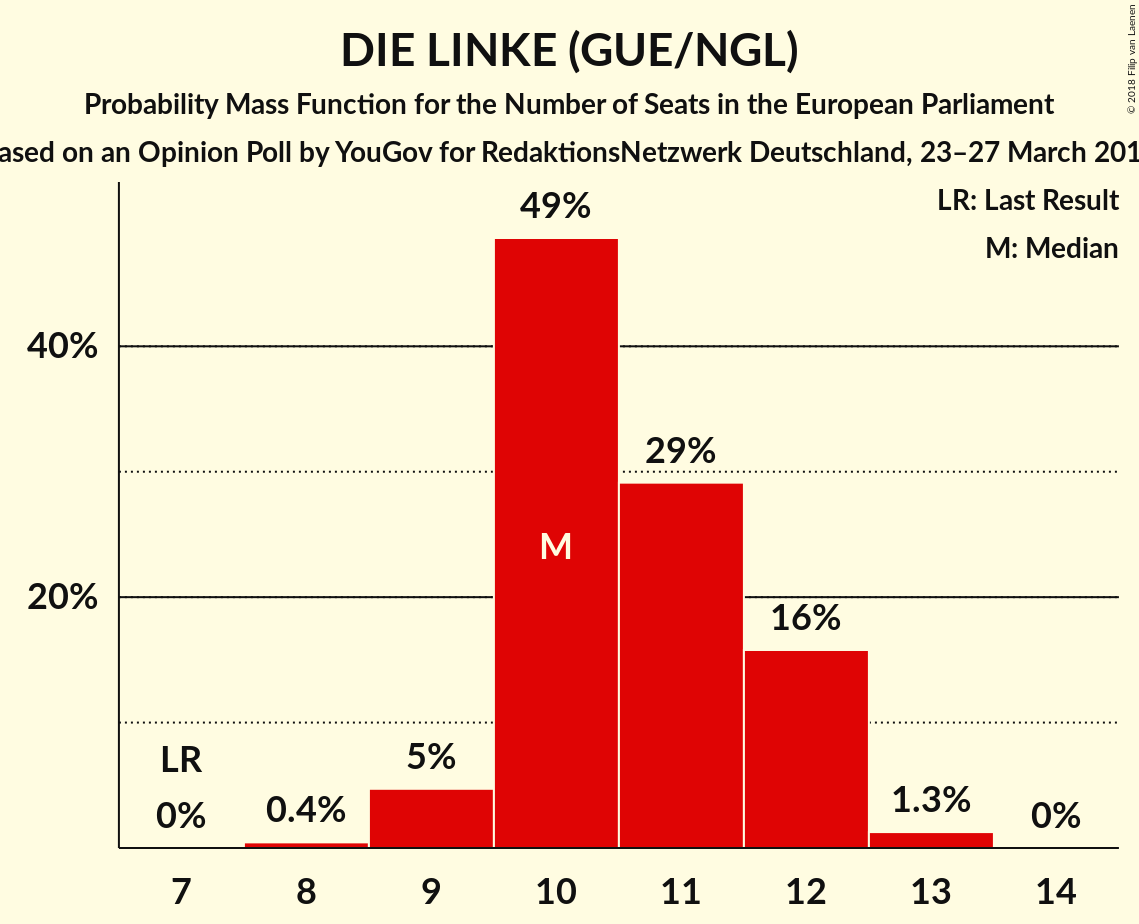 DIE LINKE (GUE/NGL)
Probability Mass Function for the Number of Seats in the European Parliament
ased on an Opinion Poll by YouGov for RedaktionsNetzwerk Deutschland, 23–27 March 201
© 2018 Filip van Laenen
LR: Last Result
M: Median
49%
40%
29%
M
20%
16%
LR
5%
0%
0.4%
1.3%
0%
7 8 9 10 11 12 13 14